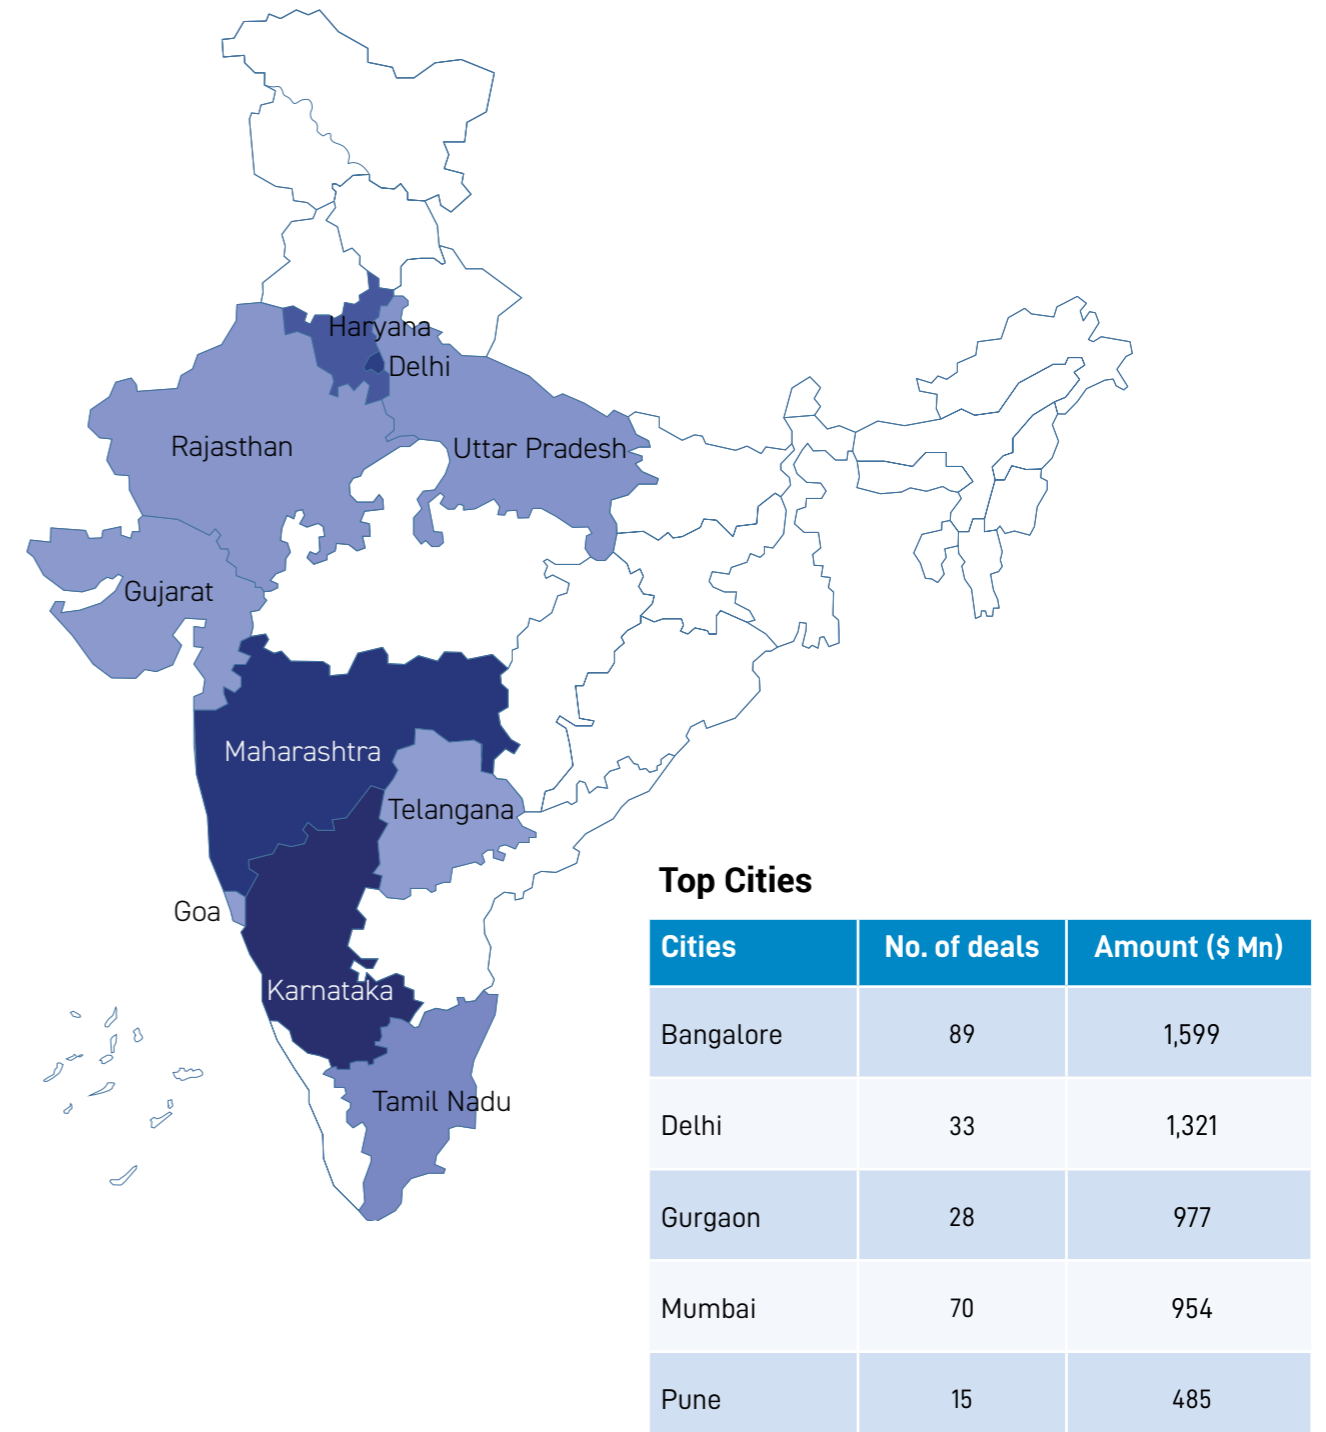 Haryana
Delhi
Rajasthan
Uttar Pradesh
Gujarat
Maharashtra
Telangana
Goa
Karnataka
Tamil Nadu
Top Cities
Cities No. of deals Amount ($ Mn)
Bangalore 89 1,599
Delhi 33 1,321
Gurgaon 28 977
Mumbai 70 954
Pune 15 485